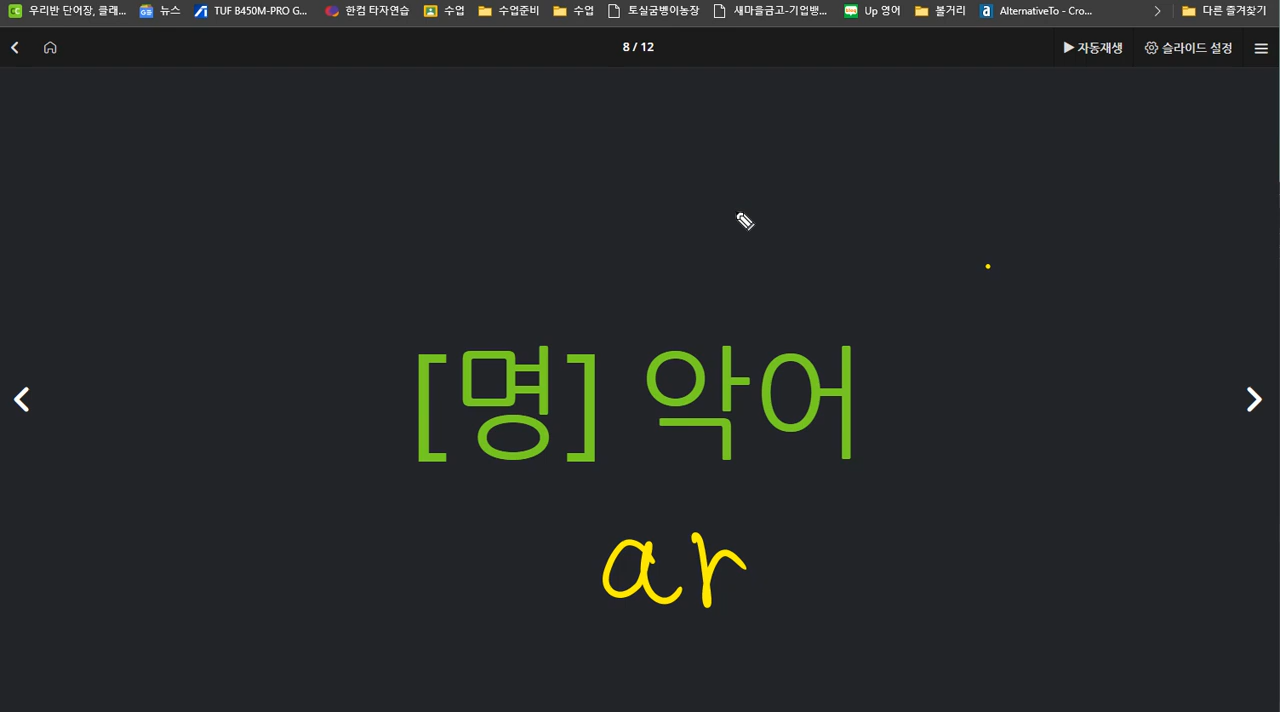 우리반 단어장, 클래... 뉴스 TUF B450M-PRO G... 한컴 타자연습 수업 수업준비 수업 토실굼벵이농장 새마을금고-기업뱅... Up 영어 볼거리 AlternativeTo - Cro... 다른 즐겨찾기
8 / 12 자동재생 슬라이드 설정
[명] 악어
ar